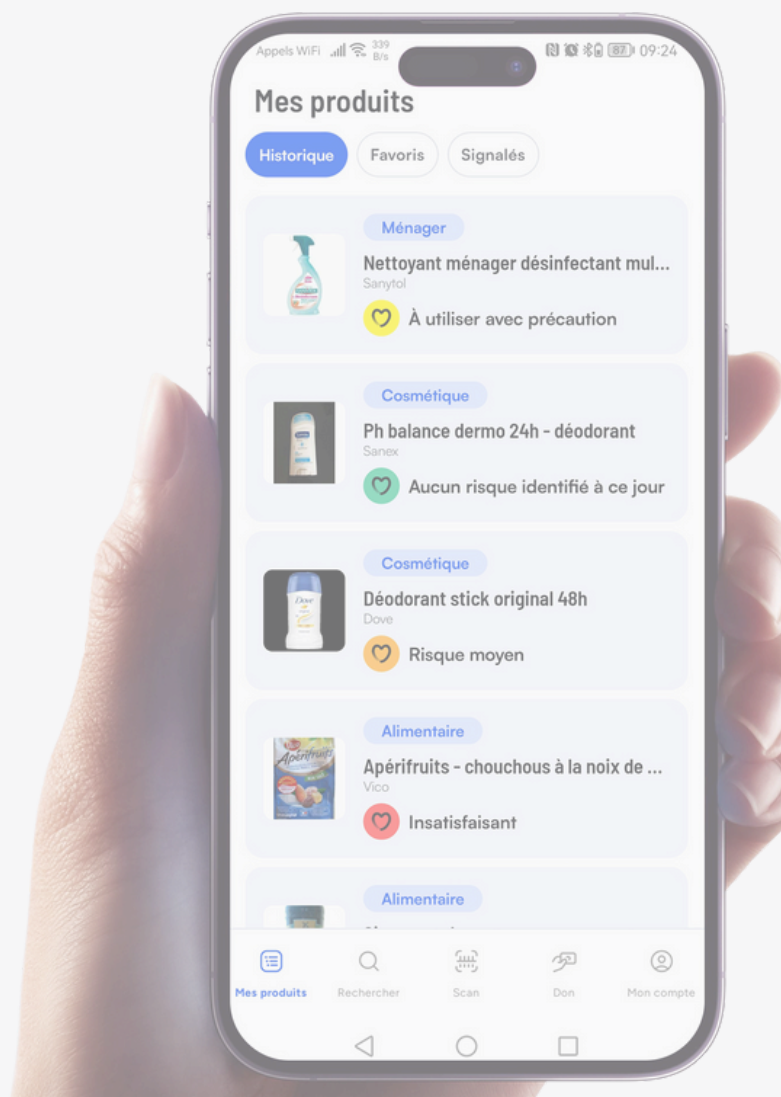 Appels WiFi 339 B/s 87 09:24
Mes produits
Historique Favoris Signalés
Ménager
Nettoyant ménager désinfectant mul...
Sanytol
À utiliser avec précaution
Cosmétique
Ph balance dermo 24h - déodorant
Sanex
Aucun risque identifié à ce jour
Cosmétique
Dove
Déodorant stick original 48h
Dove
Risque moyen
Alimentaire
Apérifruits
Apérifruits - chouchous à la noix de ...
Vico
Insatisfaisant
Alimentaire
Mes produits Rechercher Scan Don Mon compte